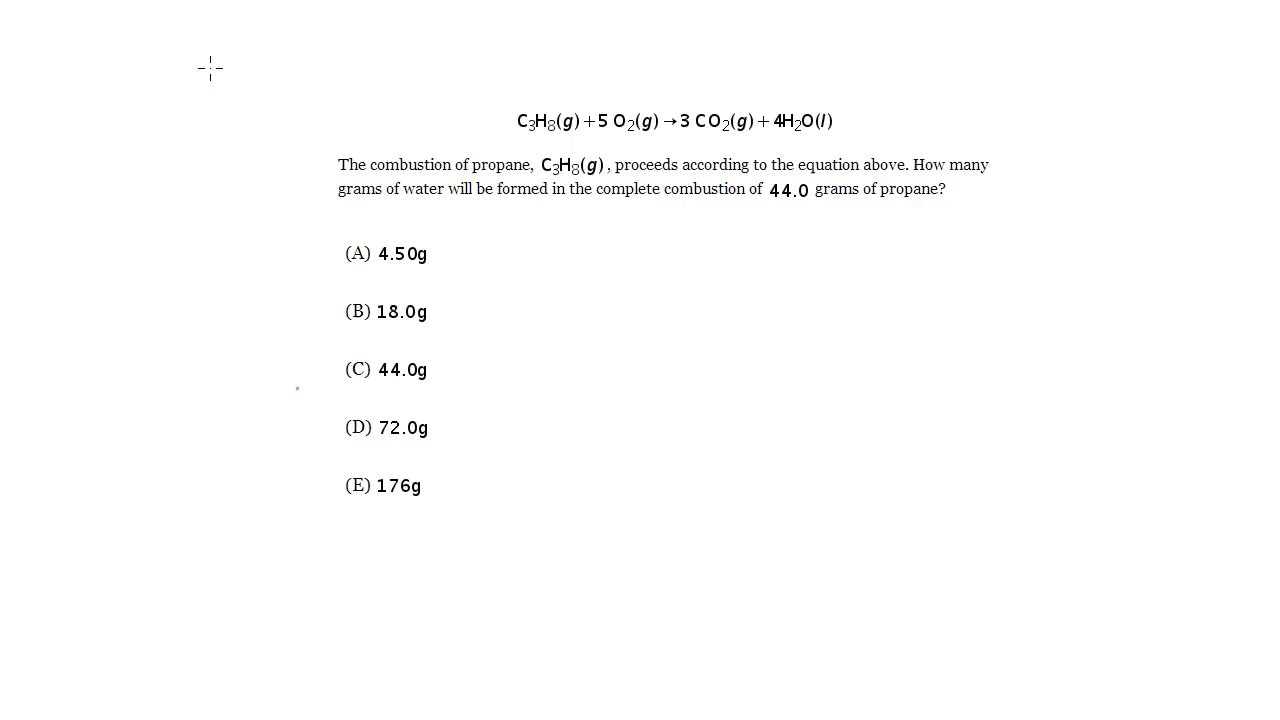 C₃H₈(g) + 5 O₂(g) → 3 CO₂(g) + 4H₂O(l)
The combustion of propane, C₃H₈(g), proceeds according to the equation above. How many
grams of water will be formed in the complete combustion of 44.0 grams of propane?
(A) 4.50g
(B) 18.0g
(C) 44.0g
(D) 72.0g
(E) 176g